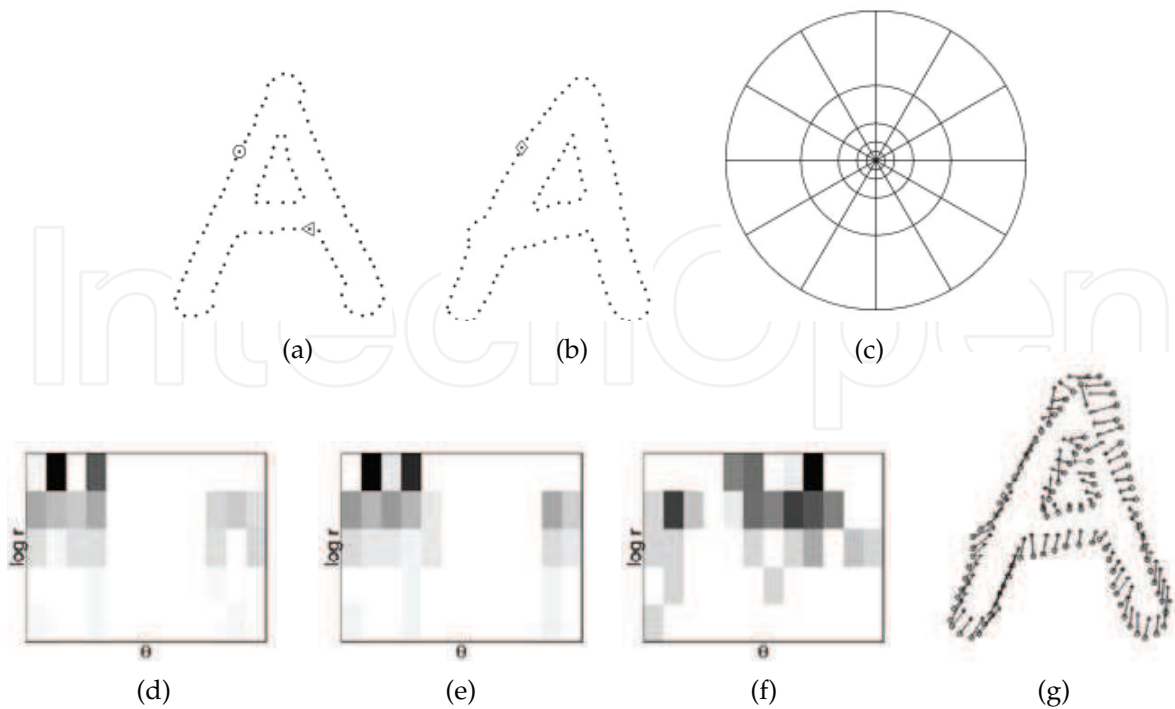 (a) (b) (c)
IntechOpen
log r
θ
log r
θ
log r
θ
(d) (e) (f) (g)